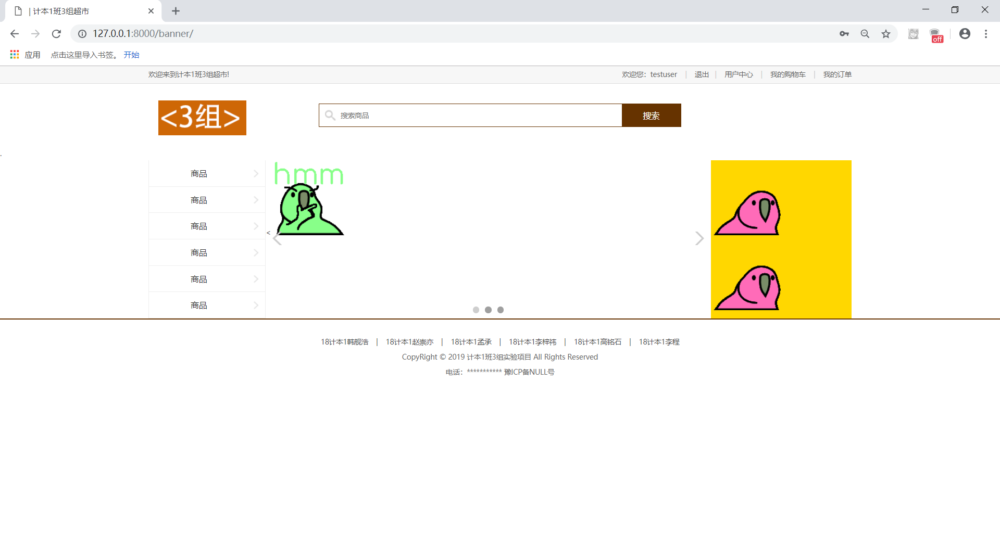 | 计本1班3组超市
127.0.0.1:8000/banner/
off
应用 点击这里导入书签。 开始
欢迎来到计本1班3组超市!
欢迎您：testuser | 退出 | 用户中心 | 我的购物车 | 我的订单
<3组>
搜索商品 搜索
.
hmm
商品
商品
商品
<
商品
商品
商品
18计本1韩舰浩 | 18计本1赵崇亦 | 18计本1孟承 | 18计本1李梓祎 | 18计本1高铭石 | 18计本1李程
CopyRight © 2019 计本1班3组实验项目 All Rights Reserved
电话：*********** 豫ICP备NULL号